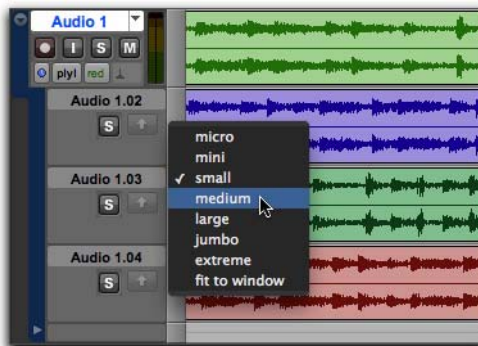 Audio 1
I S M
plyl red
Audio 1.02
S
Audio 1.03
S
Audio 1.04
S
micro
mini
✓ small
medium
large
jumbo
extreme
fit to window